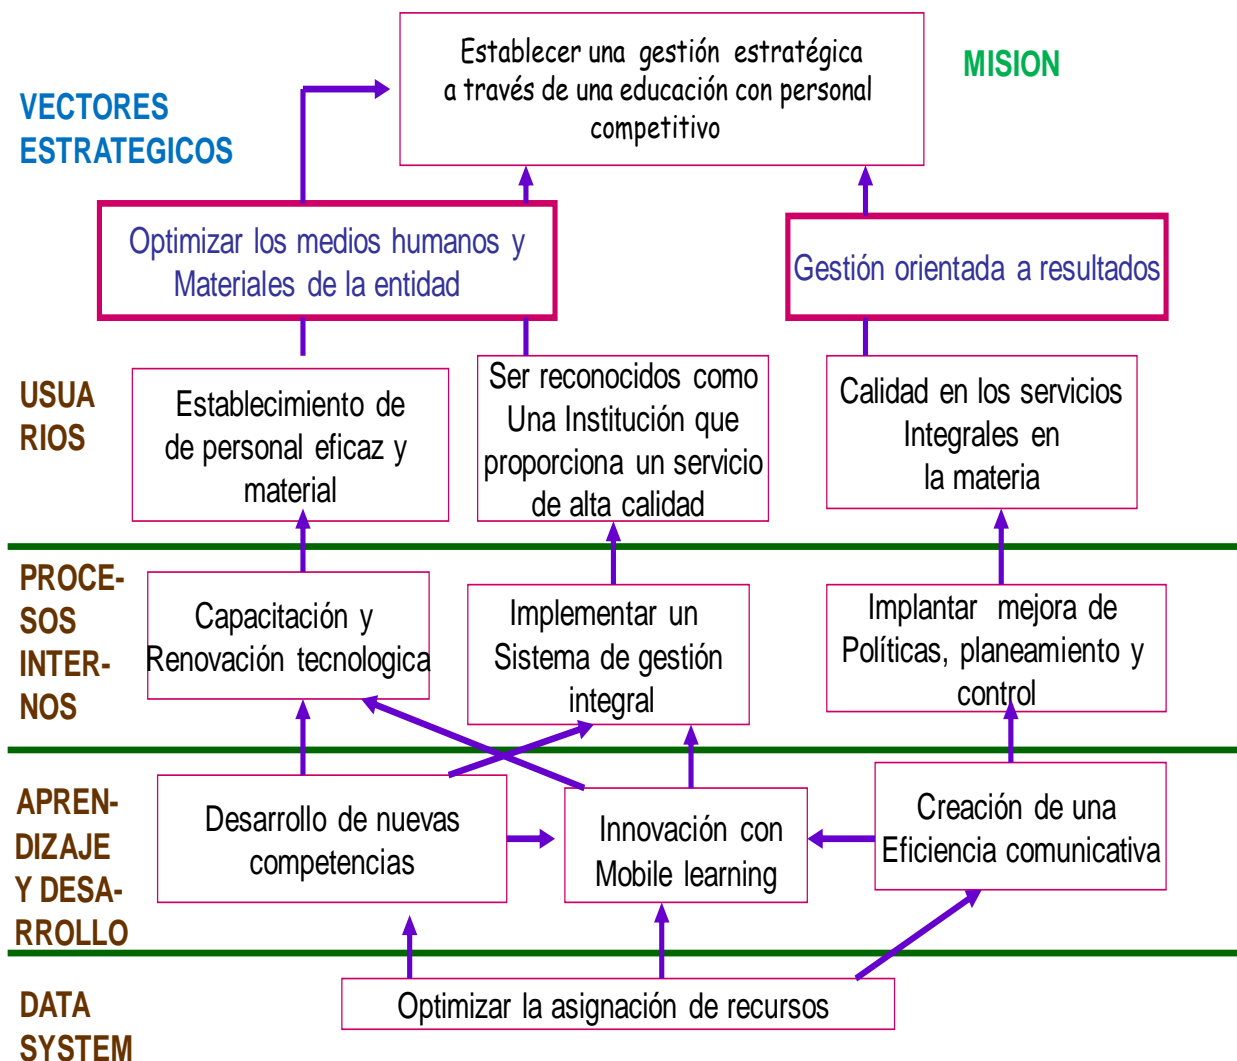 Establecer una gestión estratégica
a través de una educación con personal
competitivo
MISION
VECTORES
ESTRATEGICOS
Optimizar los medios humanos y
Materiales de la entidad
Gestión orientada a resultados
USUA
RIOS
Establecimiento de
de personal eficaz y
material
Ser reconocidos como
Una Institución que
proporciona un servicio
de alta calidad
Calidad en los servicios
Integrales en
la materia
PROCE-
SOS
INTER-
NOS
Capacitación y
Renovación tecnologica
Implementar un
Sistema de gestión
integral
Implantar mejora de
Políticas, planeamiento y
control
APREN-
DIZAJE
Y DESA-
RROLLO
Desarrollo de nuevas
competencias
Innovación con
Mobile learning
Creación de una
Eficiencia comunicativa
DATA
SYSTEM
Optimizar la asignación de recursos